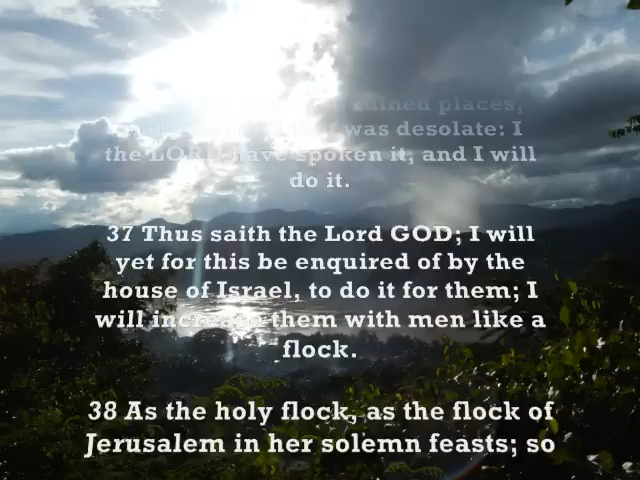 ruined places,
was desolate: I
the LORD have spoken it, and I will
do it.
37 Thus saith the Lord GOD; I will
yet for this be enquired of by the
house of Israel, to do it for them; I
will increase them with men like a
flock.
38 As the holy flock, as the flock of
Jerusalem in her solemn feasts; so